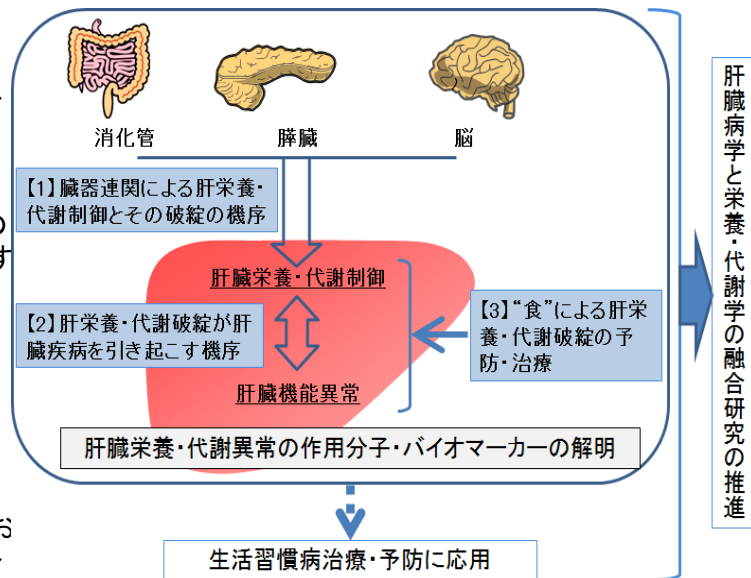 消化管
膵臓
脳
【1】臓器連関による肝栄養・
代謝制御とその破綻の機序
肝臓栄養・代謝制御
【2】肝栄養・代謝破綻が肝
臓疾病を引き起こす機序
【3】“食”による肝栄
養・代謝破綻の予
防・治療
肝臓機能異常
肝臓栄養・代謝異常の作用分子・バイオマーカーの解明
生活習慣病治療・予防に応用
肝臓病学と栄養・代謝学の融合研究の推進
す